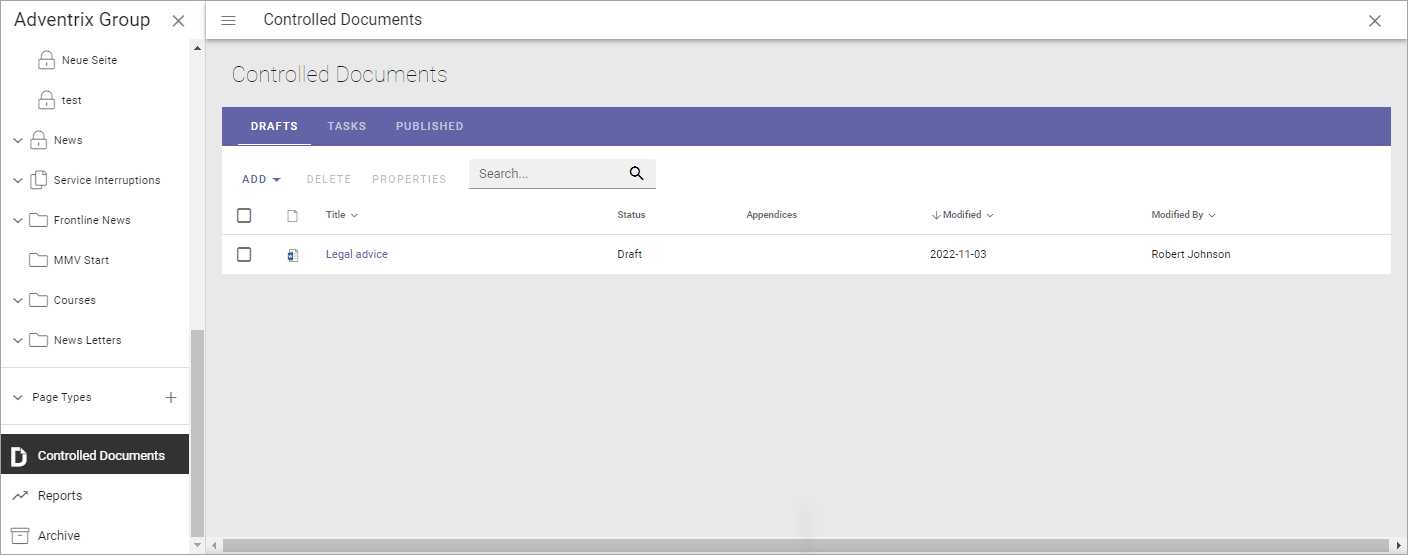 Adventrix Group
Neue Seite
test
News
Service Interruptions
Frontline News
MMV Start
Courses
News Letters
Page Types
Controlled Documents
Reports
Archive
Controlled Documents
Controlled Documents
DRAFTS TASKS PUBLISHED
ADD DELETE PROPERTIES Search...
Title Status Appendices Modified Modified By
Legal advice Draft 2022-11-03 Robert Johnson